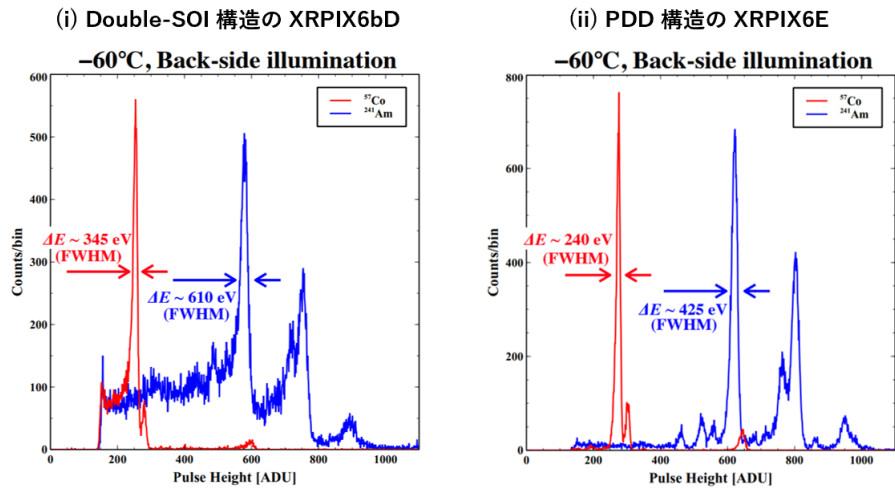 (i) Double-SOI 構造の XRPIX6bD
−60°C, Back-side illumination
600
500
400
300
200
100
0
Counts/bin
57Co
241Am
ΔE ~ 345 eV
(FWHM)
ΔE ~ 610 eV
(FWHM)
0
200
400
600
800
1000
Pulse Height [ADU]
(ii) PDD 構造の XRPIX6E
−60°C, Back-side illumination
800
600
400
200
0
Counts/bin
57Co
241Am
ΔE ~ 240 eV
(FWHM)
ΔE ~ 425 eV
(FWHM)
0
200
400
600
800
1000
Pulse Height [ADU]